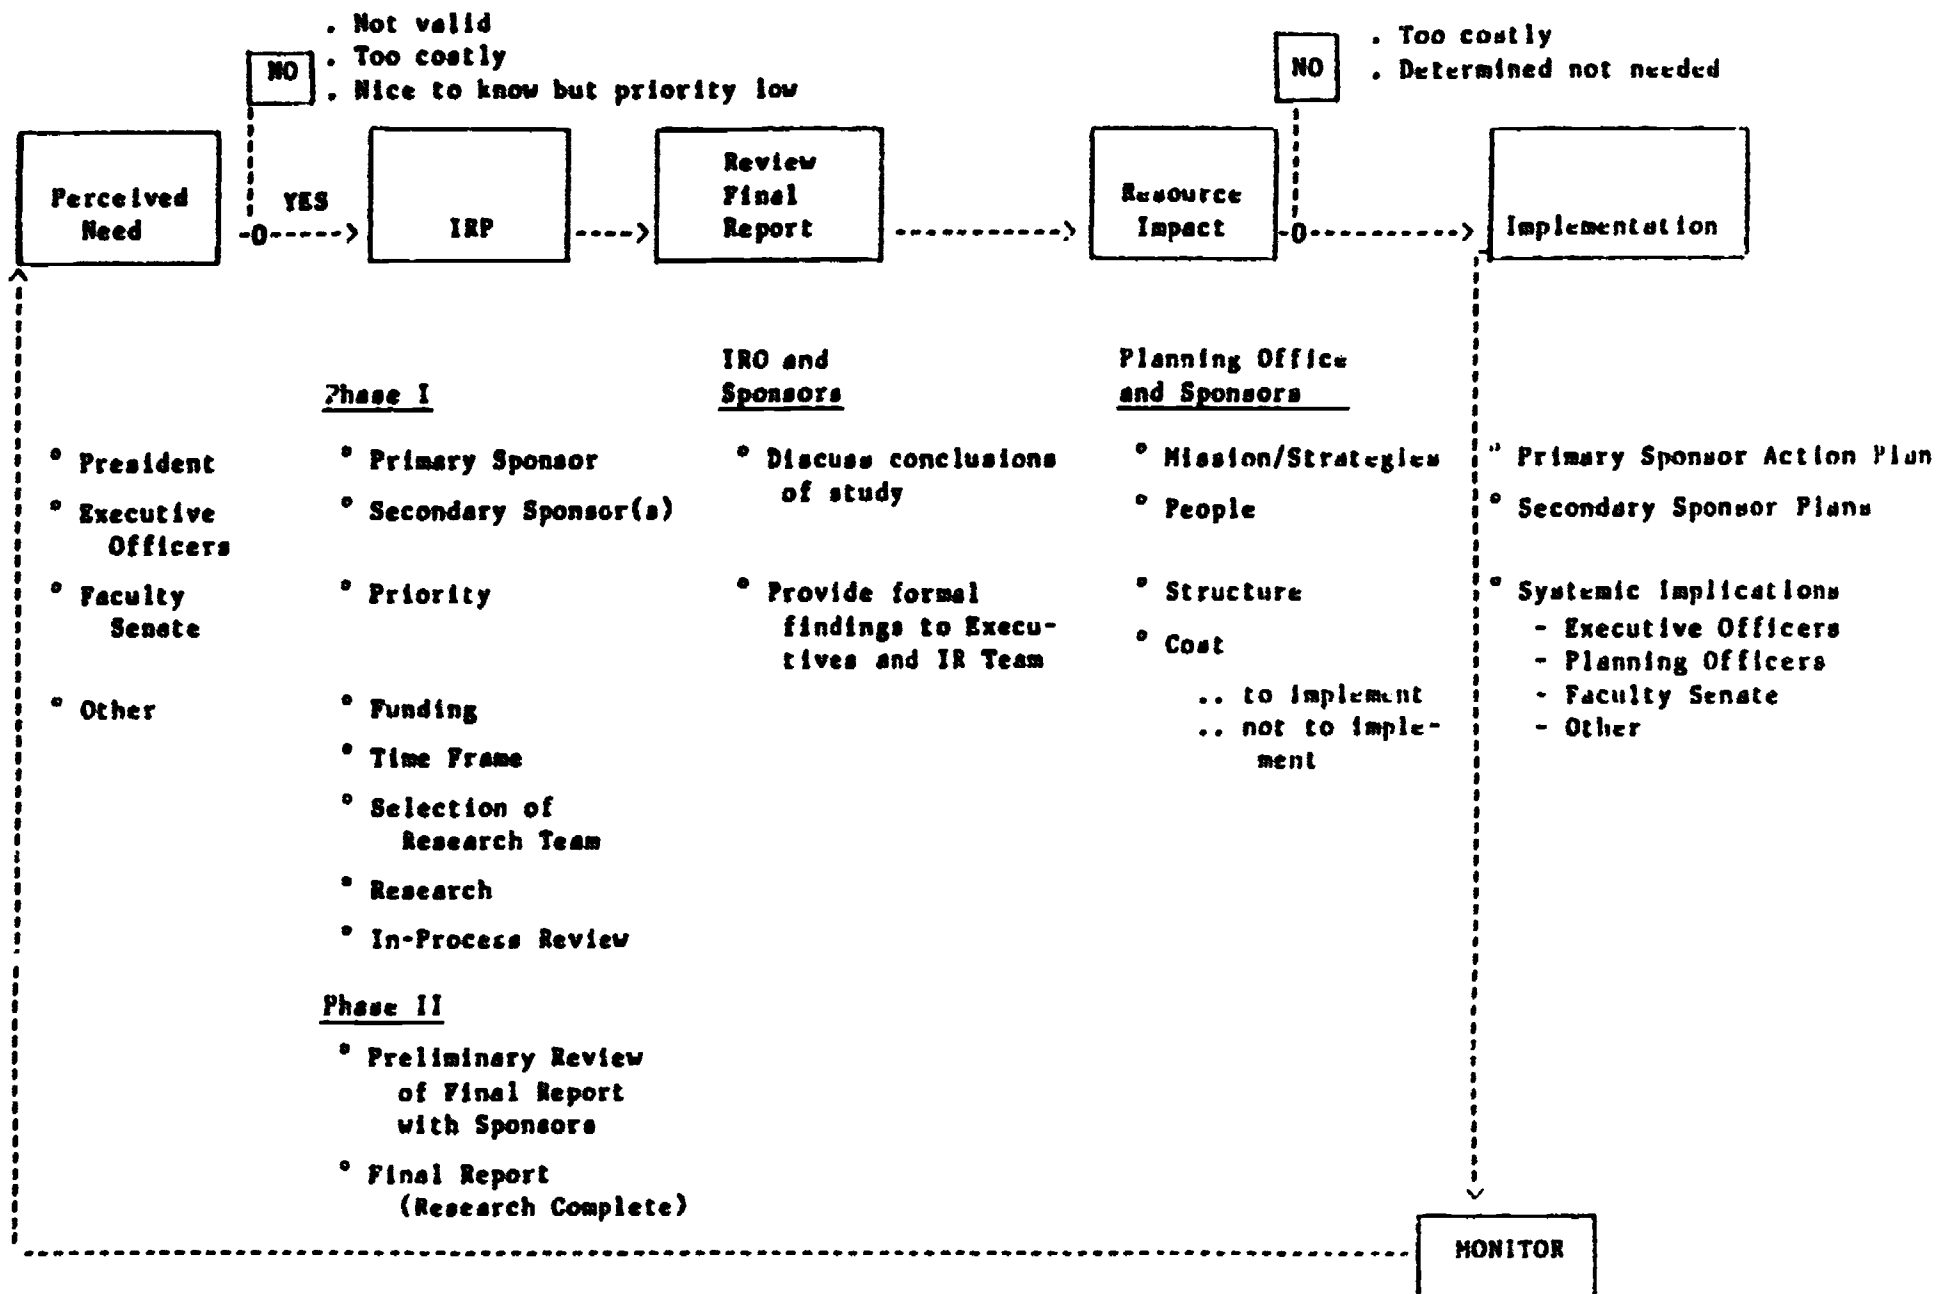 . Not valid
. Too costly
. Nice to know but priority low
NO
. Too costly
. Determined not needed
NO
Perceived
Need
YES
IRP
Review
Final
Report
Resource
Impact
Implementation
Phase I
IRO and
Sponsors
Planning Office
and Sponsors
° President
° Executive
Officers
° Faculty
Senate
° Other
° Primary Sponsor
° Secondary Sponsor(s)
° Priority
° Funding
° Time Frame
° Selection of
Research Team
° Research
° In-Process Review
Phase II
° Preliminary Review
of Final Report
with Sponsors
° Final Report
(Research Complete)
° Discuss conclusions
of study
° Provide formal
findings to Execu-
tives and IR Team
° Mission/Strategies
° People
° Structure
° Cost
.. to implement
.. not to imple-
ment
° Primary Sponsor Action Plan
° Secondary Sponsor Plans
° Systemic Implications
- Executive Officers
- Planning Officers
- Faculty Senate
- Other
MONITOR